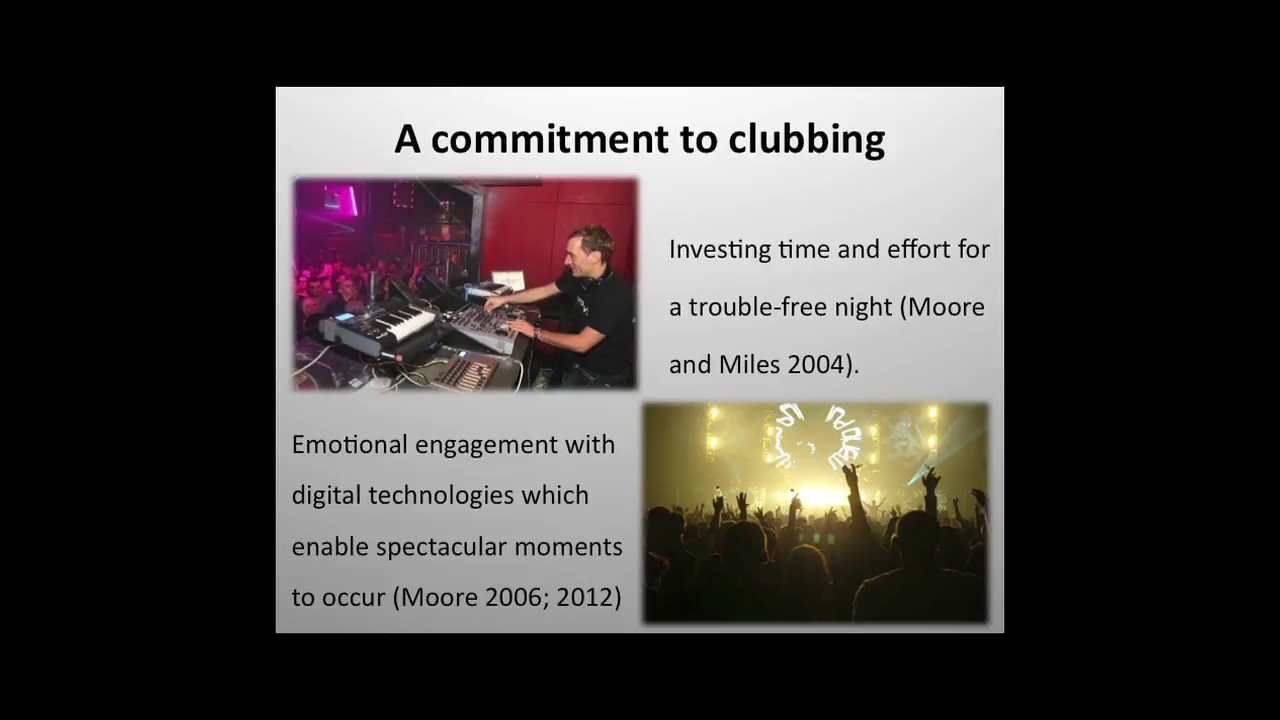 A commitment to clubbing
Investing time and effort for
a trouble-free night (Moore
and Miles 2004).
Emotional engagement with
digital technologies which
enable spectacular moments
to occur (Moore 2006; 2012)